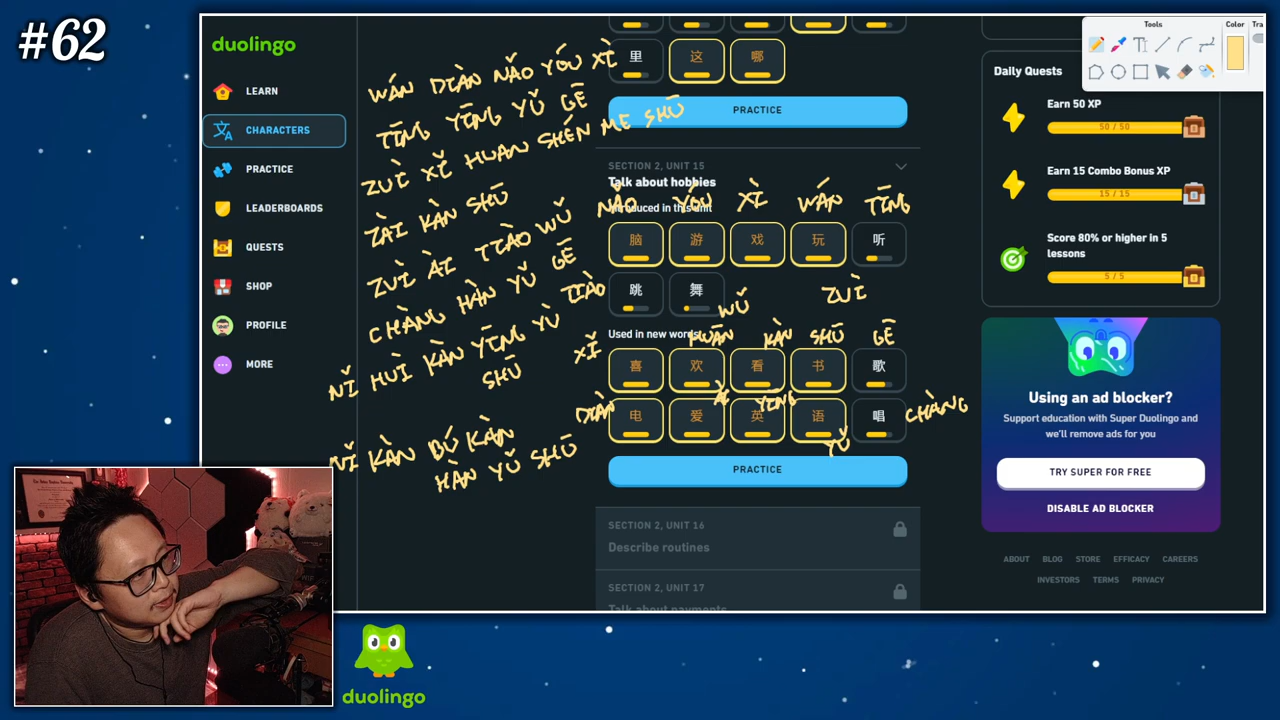 #62
duolingo
LEARN
CHARACTERS
PRACTICE
LEADERBOARDS
QUESTS
SHOP
PROFILE
MORE
WÁN DIÀN NǍO YÓU XÌ
TĪNG YĪNG YǓ GĒ
ZUÌ XǏ HUAN SHÉN ME SHŪ
ZÀI KÀN SHŪ
ZUÌ ÀI TIÀO WǓ
CHÀNG HÀN YǓ GĒ
NǏ HUÌ KÀN YĪNG YǓ SHŪ
NǏ KÀN BÚ KÀN
HÀN YǓ SHŪ
里 这 哪
PRACTICE
SECTION 2, UNIT 15
Talk about hobbies
NǍO YÓU XÌ WÁN TĪNG
脑 游 戏 玩 听
TIÀO WǓ ZUÌ
跳 舞
Used in new words
XǏ HUĀN KÀN SHŪ GĒ
喜 欢 看 书 歌
DIÀN ÀI YĪNG YǓ CHÀNG
电 爱 英 语 唱
PRACTICE
SECTION 2, UNIT 16
Describe routines
SECTION 2, UNIT 17
Talk about payments
Tools
Color
Daily Quests
Earn 50 XP
50 / 50
Earn 15 Combo Bonus XP
15 / 15
Score 80% or higher in 5
lessons
5 / 5
Using an ad blocker?
Support education with Super Duolingo and
we'll remove ads for you
TRY SUPER FOR FREE
DISABLE AD BLOCKER
ABOUT BLOG STORE EFFICACY CAREERS
INVESTORS TERMS PRIVACY
duolingo